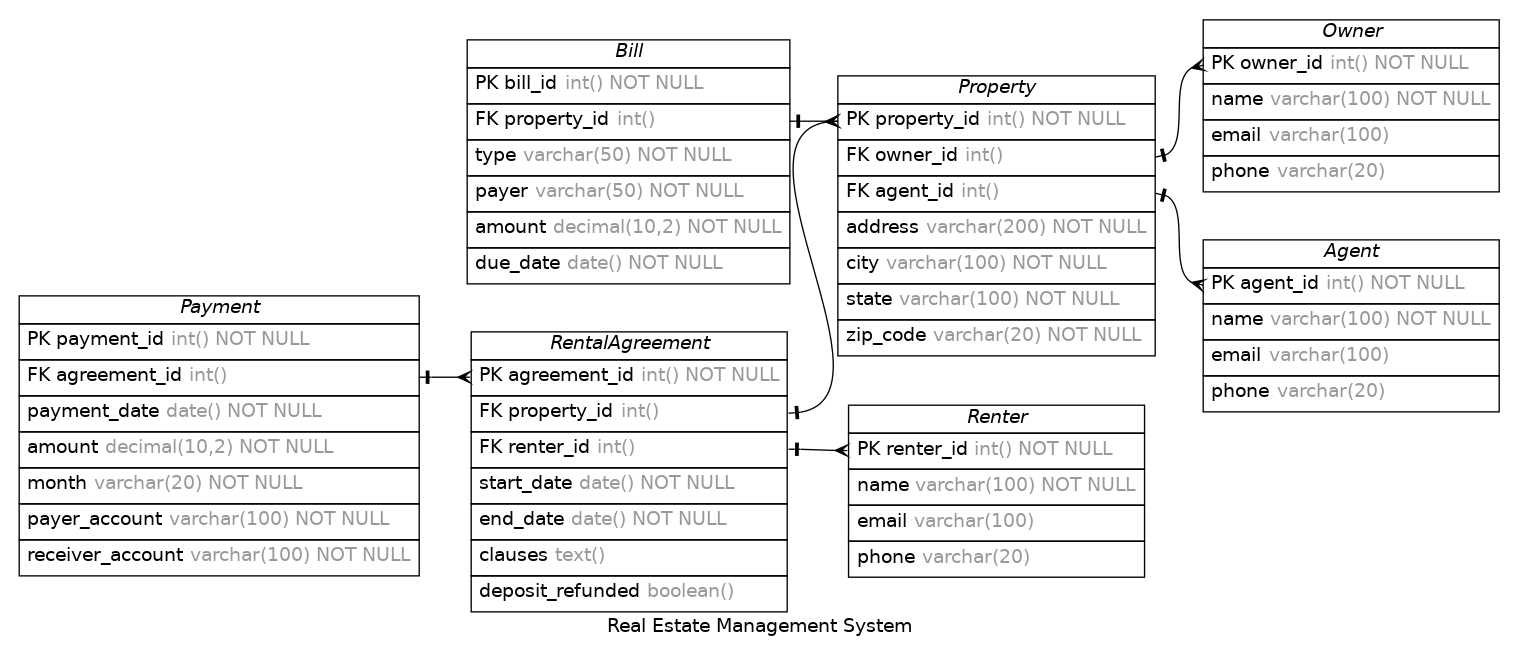 Bill
PK bill_id int() NOT NULL
FK property_id int()
type varchar(50) NOT NULL
payer varchar(50) NOT NULL
amount decimal(10,2) NOT NULL
due_date date() NOT NULL
Property
PK property_id int() NOT NULL
FK owner_id int()
FK agent_id int()
address varchar(200) NOT NULL
city varchar(100) NOT NULL
state varchar(100) NOT NULL
zip_code varchar(20) NOT NULL
Owner
PK owner_id int() NOT NULL
name varchar(100) NOT NULL
email varchar(100)
phone varchar(20)
Agent
PK agent_id int() NOT NULL
name varchar(100) NOT NULL
email varchar(100)
phone varchar(20)
Payment
PK payment_id int() NOT NULL
FK agreement_id int()
payment_date date() NOT NULL
amount decimal(10,2) NOT NULL
month varchar(20) NOT NULL
payer_account varchar(100) NOT NULL
receiver_account varchar(100) NOT NULL
RentalAgreement
PK agreement_id int() NOT NULL
FK property_id int()
FK renter_id int()
start_date date() NOT NULL
end_date date() NOT NULL
clauses text()
deposit_refunded boolean()
Renter
PK renter_id int() NOT NULL
name varchar(100) NOT NULL
email varchar(100)
phone varchar(20)
Real Estate Management System